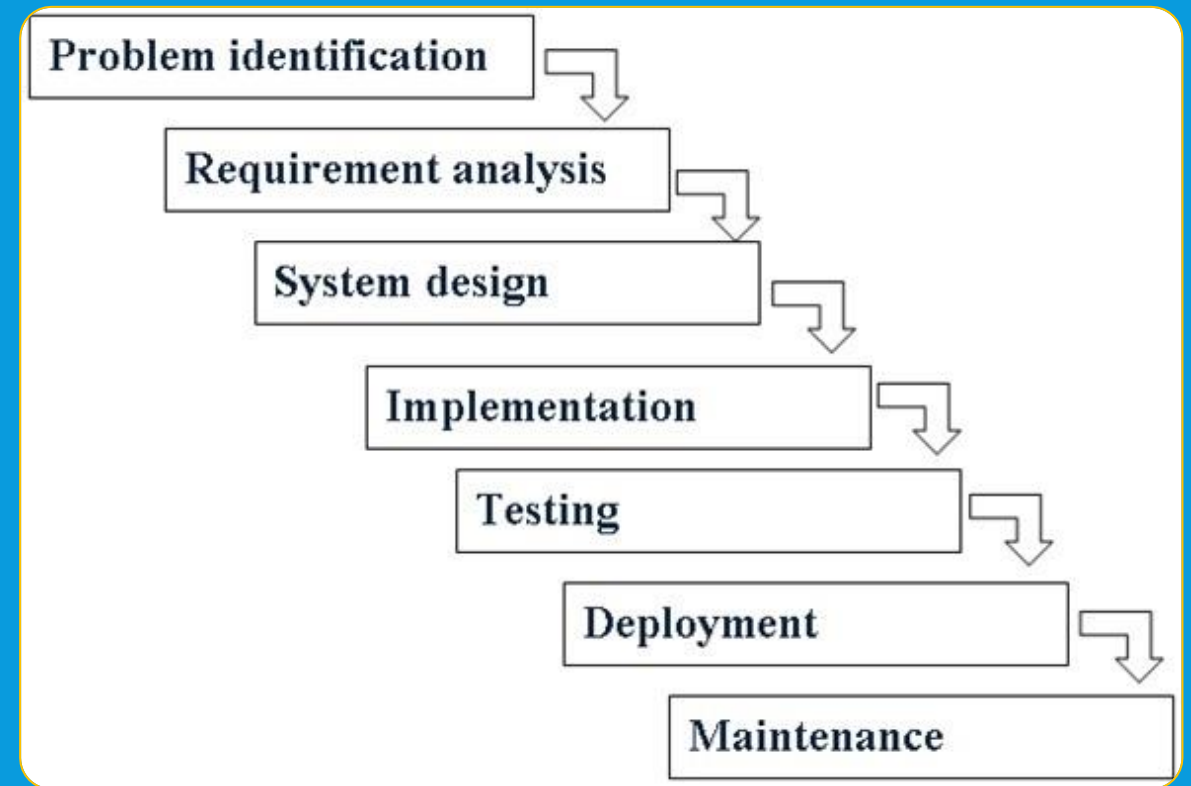 Problem identification
Requirement analysis
System design
Implementation
Testing
Deployment
Maintenance